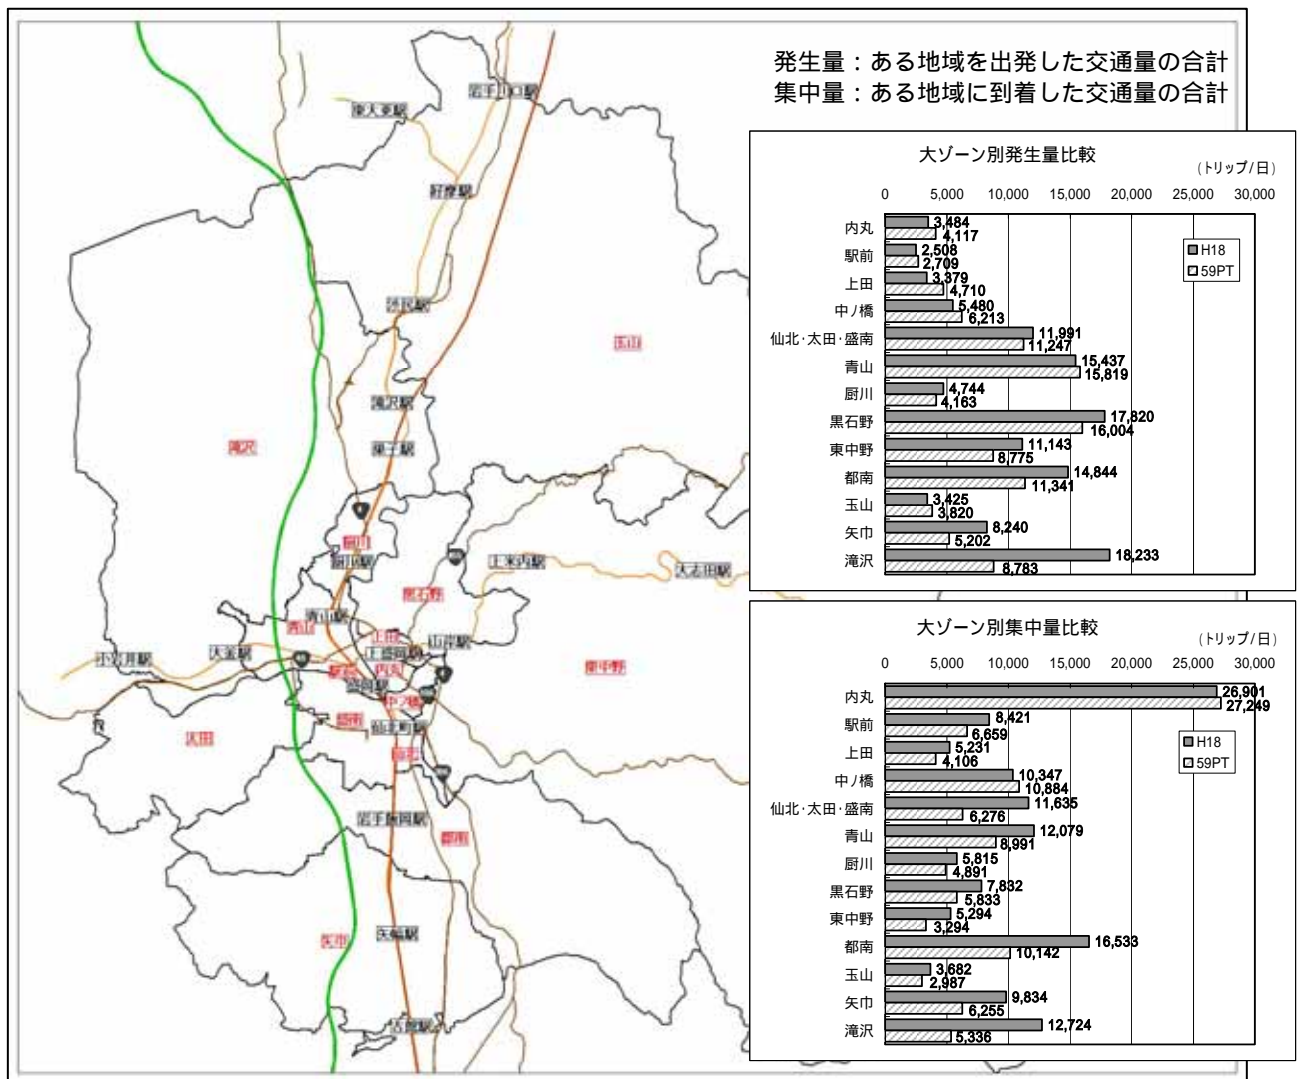 発生量：ある地域を出発した交通量の合計
集中量：ある地域に到着した交通量の合計
大ゾーン別発生量比較
(トリップ/日)
0 5,000 10,000 15,000 20,000 25,000 30,000
内丸 3,484 4,117
駅前 2,508 2,709
上田 3,379 4,710
中ノ橋 5,480 6,213
仙北・太田・盛南 11,991 11,247
青山 15,437 15,819
厨川 4,744 4,163
黒石野 17,820 16,004
東中野 11,143 8,775
都南 14,844 11,341
玉山 3,425 3,820
矢巾 8,240 5,202
滝沢 18,233 8,783
H18
59PT
大ゾーン別集中量比較
(トリップ/日)
0 5,000 10,000 15,000 20,000 25,000 30,000
内丸 26,901 27,249
駅前 8,421 6,659
上田 5,231 4,106
中ノ橋 10,347 10,884
仙北・太田・盛南 11,635 6,276
青山 12,079 8,991
厨川 5,815 4,891
黒石野 7,832 5,833
東中野 5,294 3,294
都南 16,533 10,142
玉山 3,682 2,987
矢巾 9,834 6,255
滝沢 12,724 5,336
H18
59PT
岩手川口駅
東大更駅
好摩駅
渋民駅
玉山
滝沢駅
滝沢
巣子駅
厨川
厨川駅
上米内駅
大志田駅
黒石野
青山駅
青山
上田
山岸駅
上盛岡駅
大釜駅
小岩井駅
駅前
内丸
東中野
盛岡駅
中ノ橋
盛南
仙北町駅
太田
仙北
岩手飯岡駅
都南
矢巾
矢幅駅
古館駅